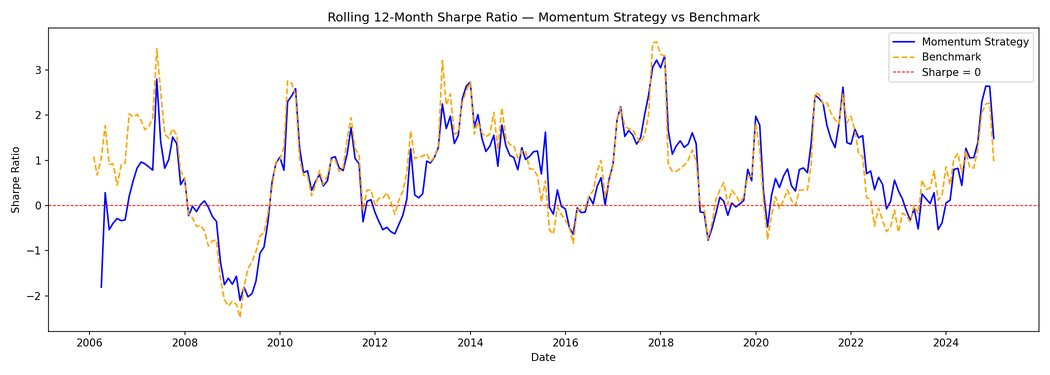 Rolling 12-Month Sharpe Ratio — Momentum Strategy vs Benchmark
Momentum Strategy
Benchmark
Sharpe = 0
Sharpe Ratio
3
2
1
0
−1
−2
2006
2008
2010
2012
2014
2016
2018
2020
2022
2024
Date